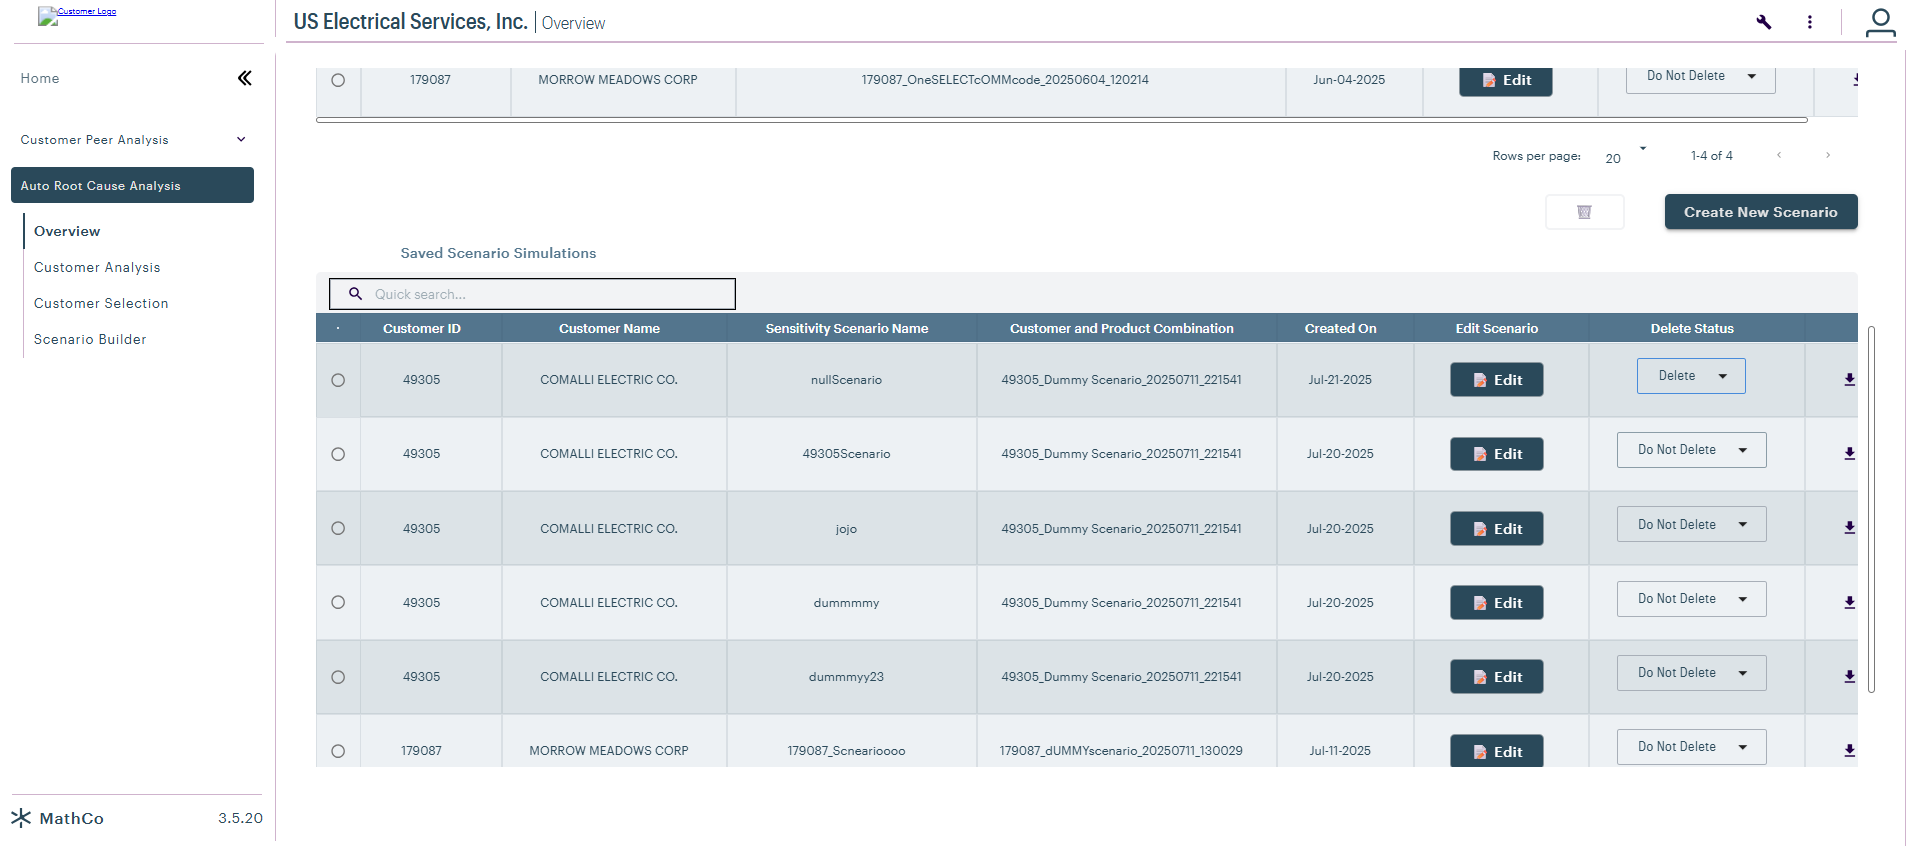 Customer Logo
US Electrical Services, Inc. | Overview
Home
Customer Peer Analysis
Auto Root Cause Analysis
Overview
Customer Analysis
Customer Selection
Scenario Builder
MathCo 3.5.20
179087 MORROW MEADOWS CORP 179087_OneSELECTcOMMcode_20250604_120214 Jun-04-2025 Edit Do Not Delete
Rows per page: 20 1-4 of 4
Create New Scenario
Saved Scenario Simulations
Quick search...
Customer ID Customer Name Sensitivity Scenario Name Customer and Product Combination Created On Edit Scenario Delete Status
49305 COMALLI ELECTRIC CO. nullScenario 49305_Dummy Scenario_20250711_221541 Jul-21-2025 Edit Delete
49305 COMALLI ELECTRIC CO. 49305Scenario 49305_Dummy Scenario_20250711_221541 Jul-20-2025 Edit Do Not Delete
49305 COMALLI ELECTRIC CO. jojo 49305_Dummy Scenario_20250711_221541 Jul-20-2025 Edit Do Not Delete
49305 COMALLI ELECTRIC CO. dummmmy 49305_Dummy Scenario_20250711_221541 Jul-20-2025 Edit Do Not Delete
49305 COMALLI ELECTRIC CO. dummmyy23 49305_Dummy Scenario_20250711_221541 Jul-20-2025 Edit Do Not Delete
179087 MORROW MEADOWS CORP 179087_Scnearioooo 179087_dUMMYscenario_20250711_130029 Jul-11-2025 Edit Do Not Delete